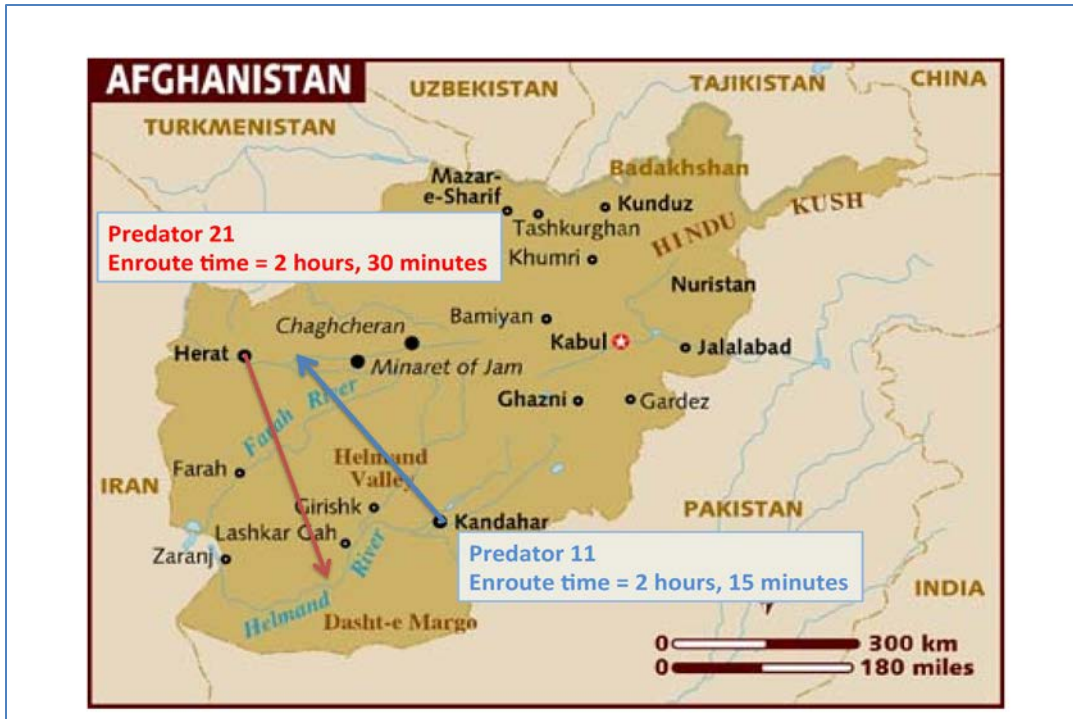 AFGHANISTAN
UZBEKISTAN
TAJIKISTAN
CHINA
TURKMENISTAN
Badakhshan
Mazar-
e-Sharif
Kunduz
HINDU KUSH
Tashkurghan
Predator 21
Enroute time = 2 hours, 30 minutes
Khumri
Nuristan
Bamiyan
Chaghcheran
Kabul
Jalalabad
Herat
Minaret of Jam
Ghazni
Gardez
Farah River
Helmand
Valley
Farah
IRAN
Girishk
PAKISTAN
Kandahar
Lashkar Gah
River
Zaranj
Predator 11
Enroute time = 2 hours, 15 minutes
INDIA
Helmand
Dasht-e Margo
0 300 km
0 180 miles